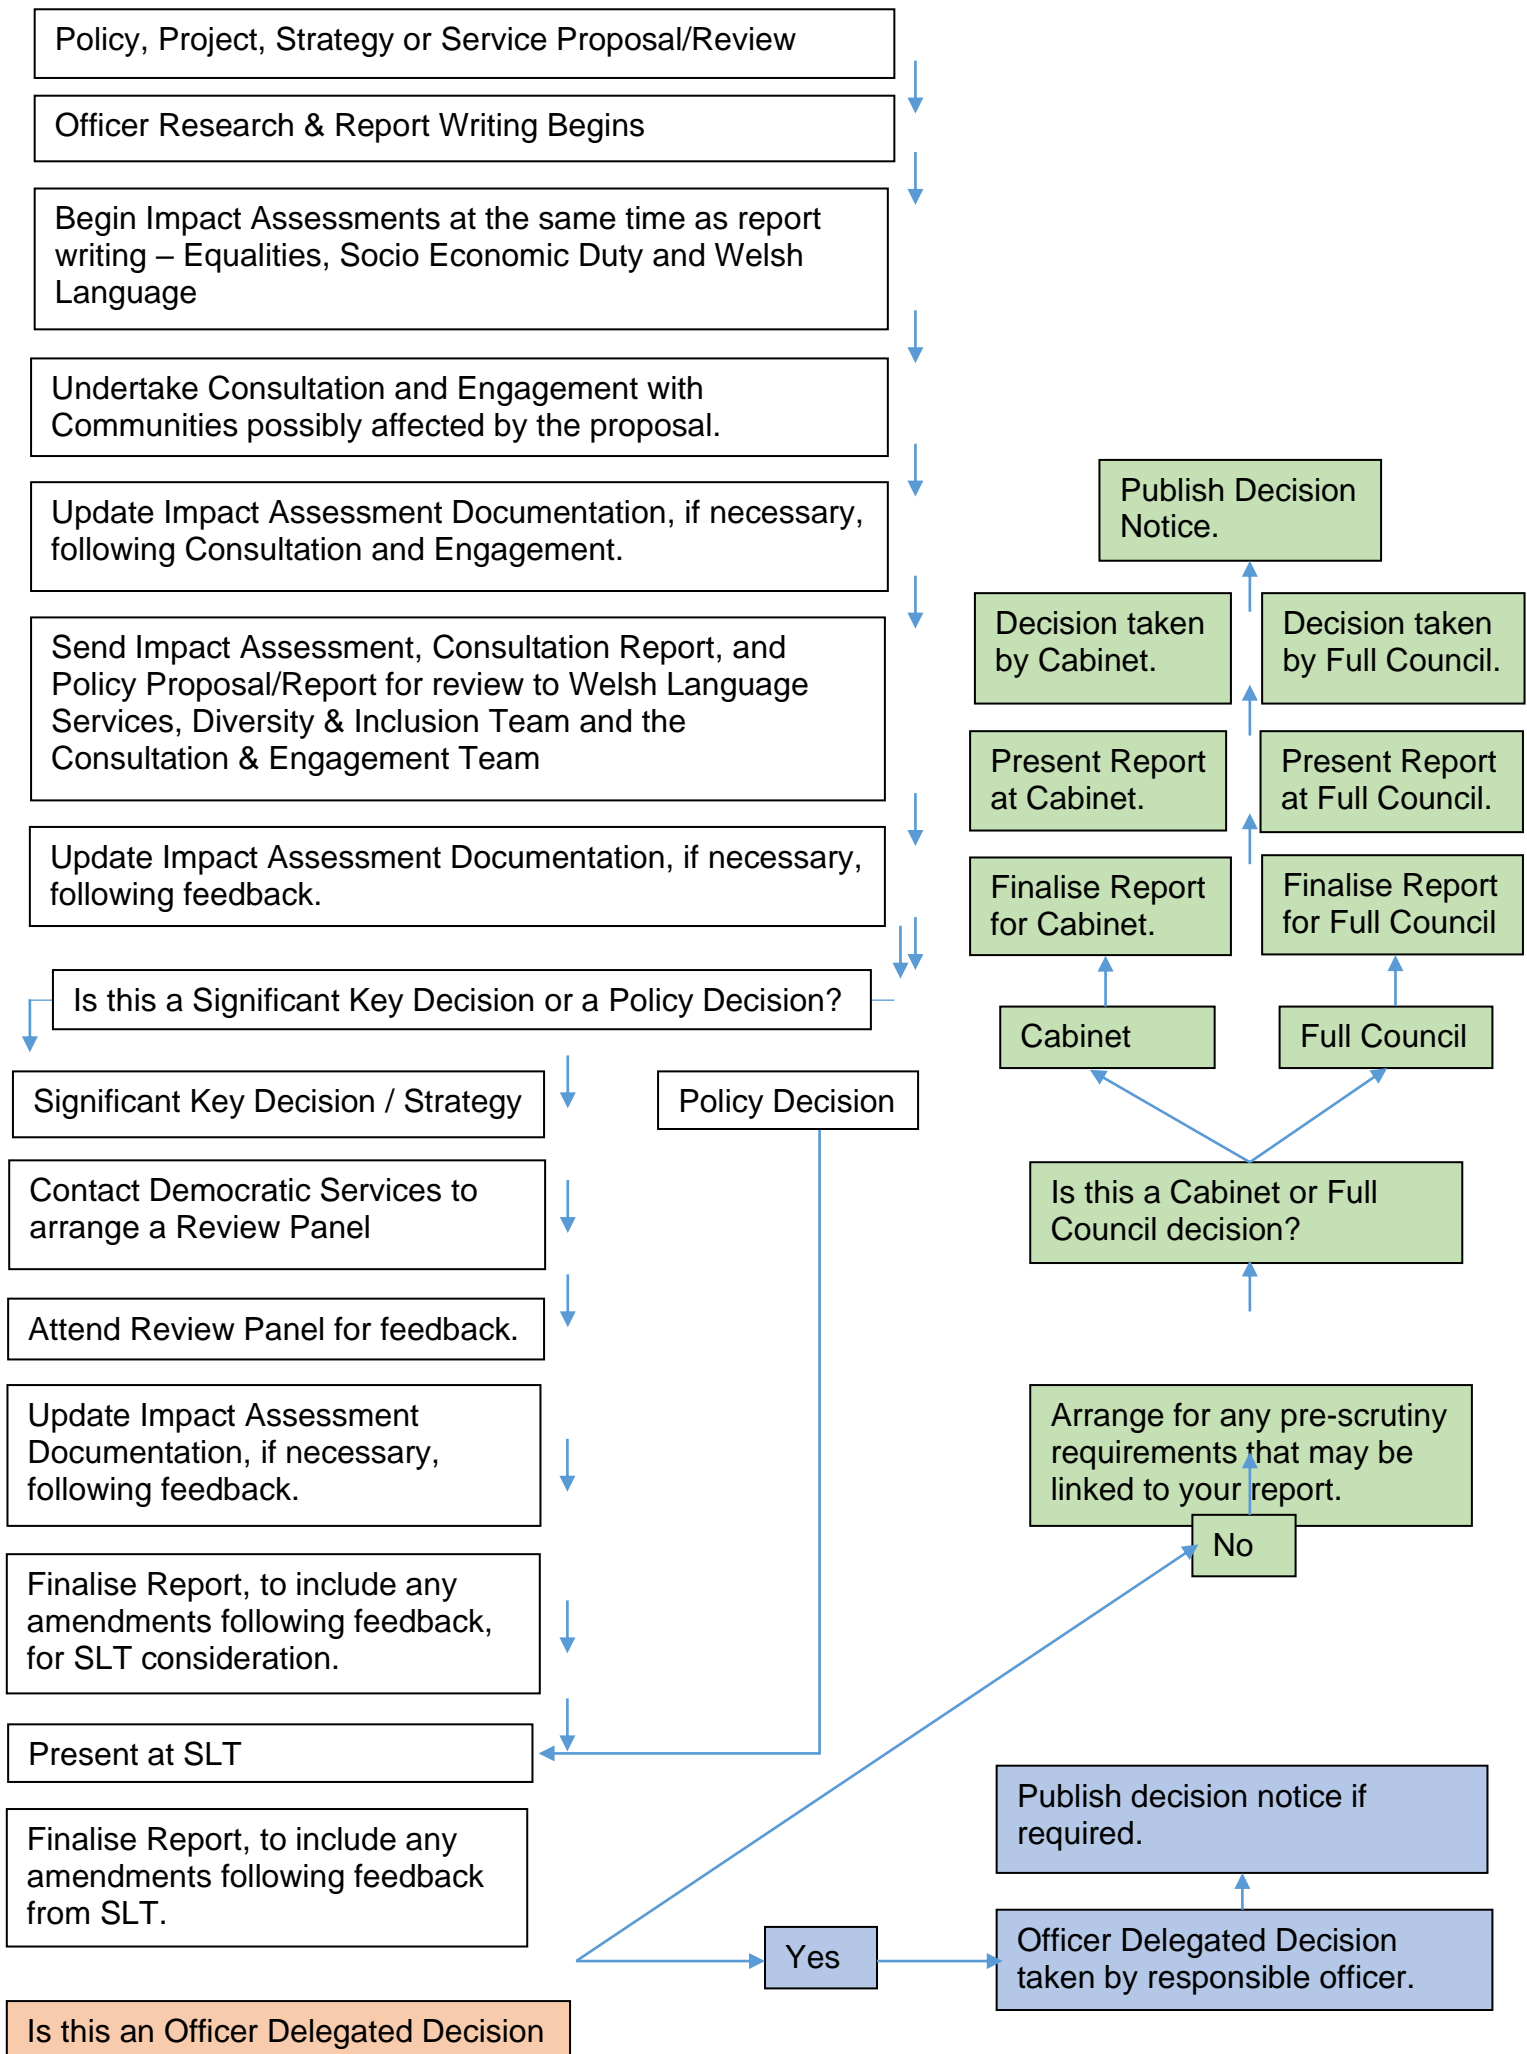 Policy, Project, Strategy or Service Proposal/Review
Officer Research & Report Writing Begins
Begin Impact Assessments at the same time as report
writing – Equalities, Socio Economic Duty and Welsh
Language
Undertake Consultation and Engagement with
Communities possibly affected by the proposal.
Update Impact Assessment Documentation, if necessary,
following Consultation and Engagement.
Send Impact Assessment, Consultation Report, and
Policy Proposal/Report for review to Welsh Language
Services, Diversity & Inclusion Team and the
Consultation & Engagement Team
Update Impact Assessment Documentation, if necessary,
following feedback.
Is this a Significant Key Decision or a Policy Decision?
Significant Key Decision / Strategy
Policy Decision
Contact Democratic Services to
arrange a Review Panel
Attend Review Panel for feedback.
Update Impact Assessment
Documentation, if necessary,
following feedback.
Finalise Report, to include any
amendments following feedback,
for SLT consideration.
Present at SLT
Finalise Report, to include any
amendments following feedback
from SLT.
Is this an Officer Delegated Decision
Yes
Officer Delegated Decision
taken by responsible officer.
Publish decision notice if
required.
No
Arrange for any pre-scrutiny
requirements that may be
linked to your report.
Is this a Cabinet or Full
Council decision?
Cabinet
Full Council
Finalise Report
for Cabinet.
Finalise Report
for Full Council
Present Report
at Cabinet.
Present Report
at Full Council.
Decision taken
by Cabinet.
Decision taken
by Full Council.
Publish Decision
Notice.